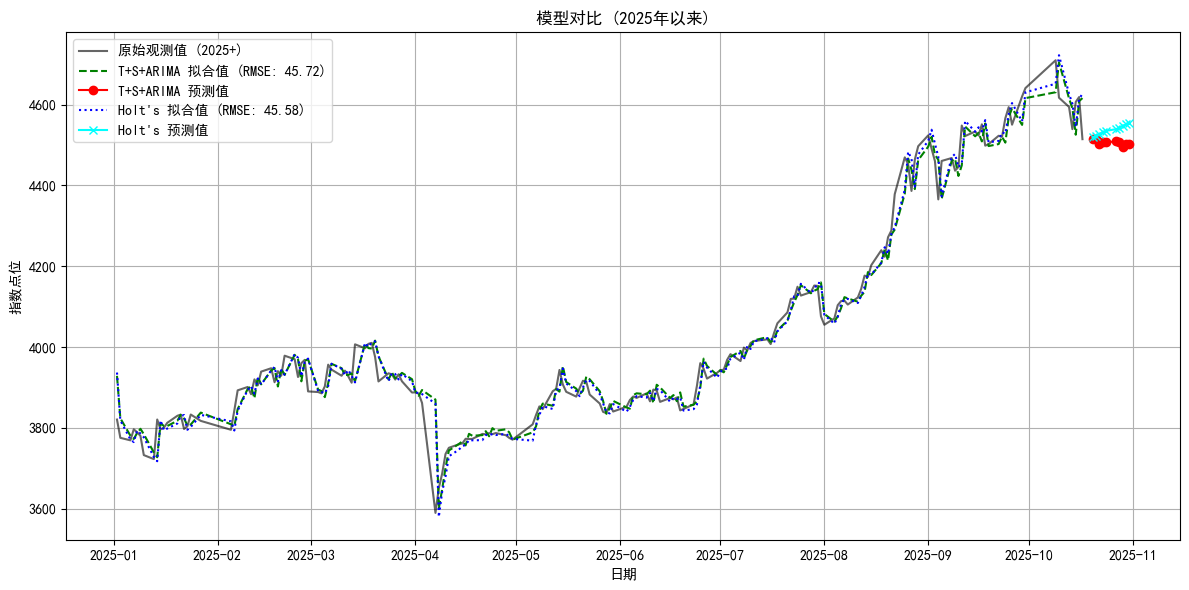 模型对比 (2025年以来)
原始观测值 (2025+)
T+S+ARIMA 拟合值 (RMSE: 45.72)
T+S+ARIMA 预测值
Holt's 拟合值 (RMSE: 45.58)
Holt's 预测值
指数点位
4600
4400
4200
4000
3800
3600
2025-01 2025-02 2025-03 2025-04 2025-05 2025-06 2025-07 2025-08 2025-09 2025-10 2025-11
日期